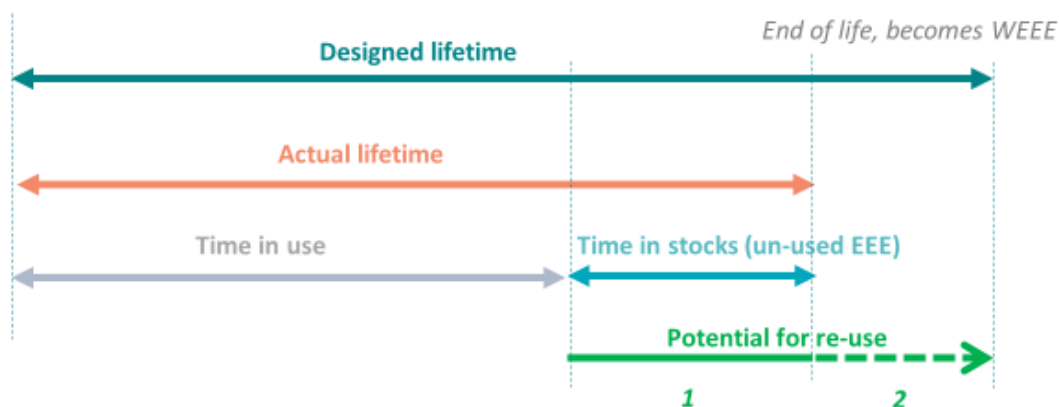 End of life, becomes WEEE
Designed lifetime
Actual lifetime
Time in use
Time in stocks (un-used EEE)
Potential for re-use
1
2